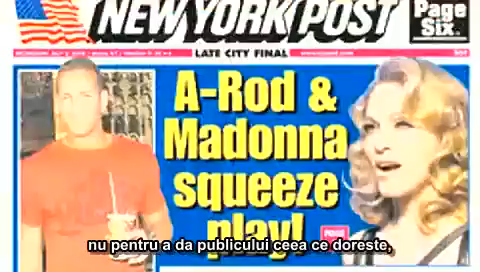 NEW YORK POST
Page
Six
LATE CITY FINAL
A-Rod &
Madonna
squeeze
play!
nu pentru a da publicului ceea ce doreste,